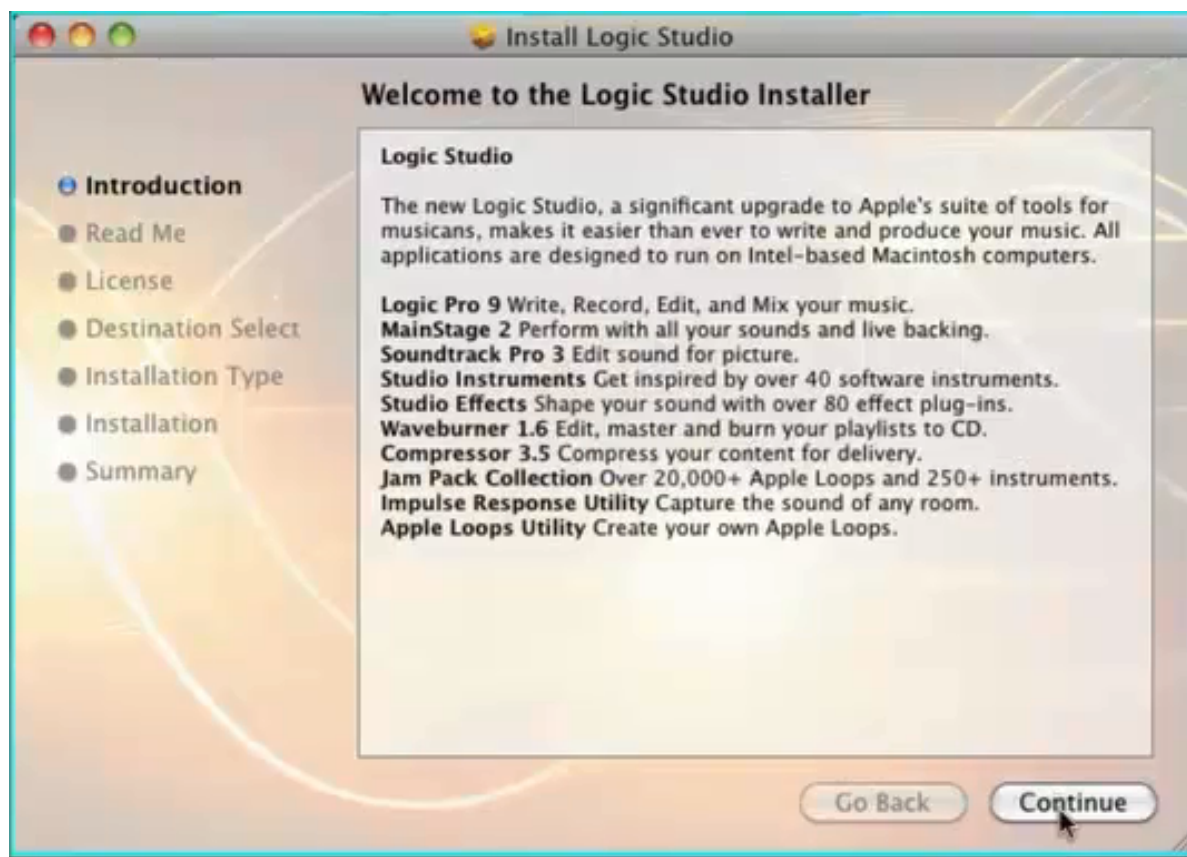 Install Logic Studio
Welcome to the Logic Studio Installer
Introduction
Read Me
License
Destination Select
Installation Type
Installation
Summary
Logic Studio
The new Logic Studio, a significant upgrade to Apple's suite of tools for
musicans, makes it easier than ever to write and produce your music. All
applications are designed to run on Intel-based Macintosh computers.
Logic Pro 9 Write, Record, Edit, and Mix your music.
MainStage 2 Perform with all your sounds and live backing.
Soundtrack Pro 3 Edit sound for picture.
Studio Instruments Get inspired by over 40 software instruments.
Studio Effects Shape your sound with over 80 effect plug-ins.
Waveburner 1.6 Edit, master and burn your playlists to CD.
Compressor 3.5 Compress your content for delivery.
Jam Pack Collection Over 20,000+ Apple Loops and 250+ instruments.
Impulse Response Utility Capture the sound of any room.
Apple Loops Utility Create your own Apple Loops.
Go Back
Continue